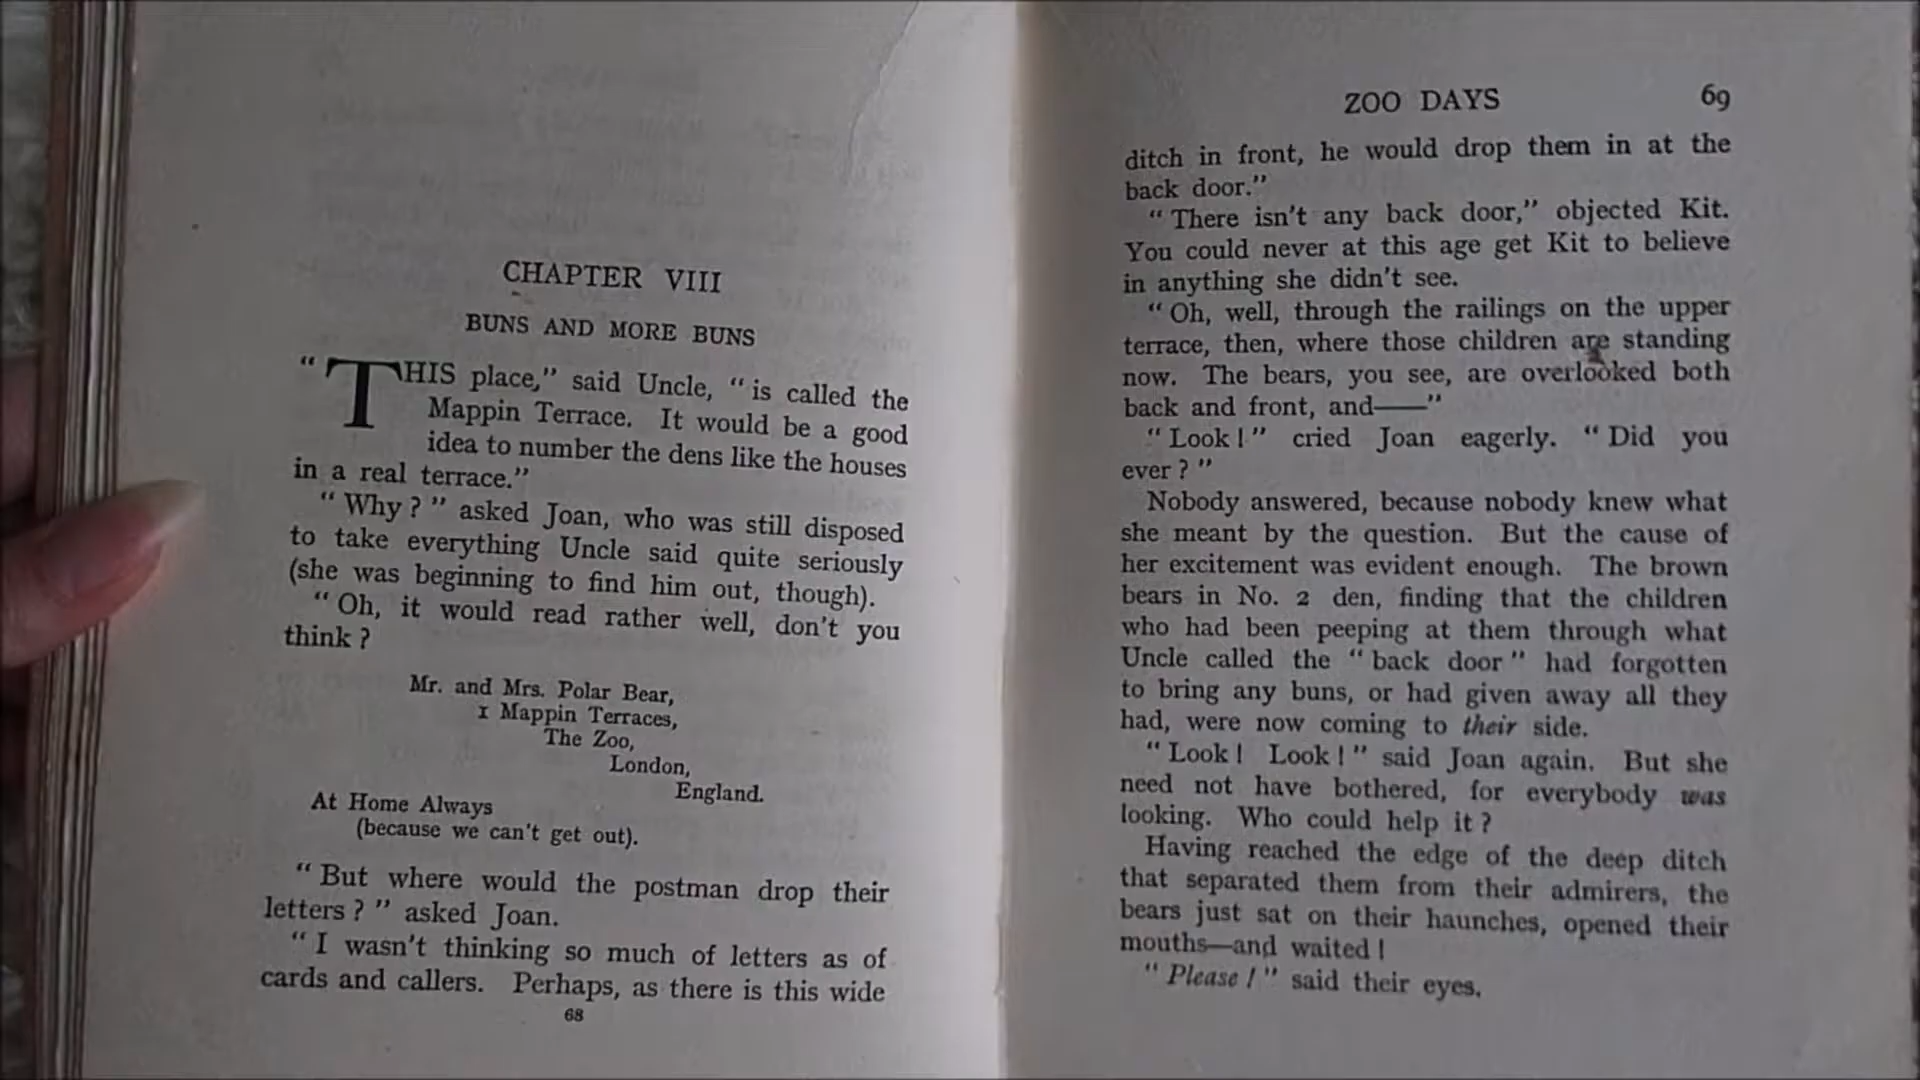 CHAPTER VIII
BUNS AND MORE BUNS
“THIS place,” said Uncle, “is called the
Mappin Terrace. It would be a good
idea to number the dens like the houses
in a real terrace.”
“Why?” asked Joan, who was still disposed
to take everything Uncle said quite seriously
(she was beginning to find him out, though).
“Oh, it would read rather well, don't you
think?
Mr. and Mrs. Polar Bear,
1 Mappin Terraces,
The Zoo,
London,
England.
At Home Always
(because we can't get out).
“But where would the postman drop their
letters?” asked Joan.
“I wasn't thinking so much of letters as of
cards and callers. Perhaps, as there is this wide
68
ZOO DAYS 69
ditch in front, he would drop them in at the
back door.”
“There isn't any back door,” objected Kit.
You could never at this age get Kit to believe
in anything she didn't see.
“Oh, well, through the railings on the upper
terrace, then, where those children are standing
now. The bears, you see, are overlooked both
back and front, and——”
“Look!” cried Joan eagerly. “Did you
ever?”
Nobody answered, because nobody knew what
she meant by the question. But the cause of
her excitement was evident enough. The brown
bears in No. 2 den, finding that the children
who had been peeping at them through what
Uncle called the “back door” had forgotten
to bring any buns, or had given away all they
had, were now coming to their side.
“Look! Look!” said Joan again. But she
need not have bothered, for everybody was
looking. Who could help it?
Having reached the edge of the deep ditch
that separated them from their admirers, the
bears just sat on their haunches, opened their
mouths—and waited!
“Please!” said their eyes.